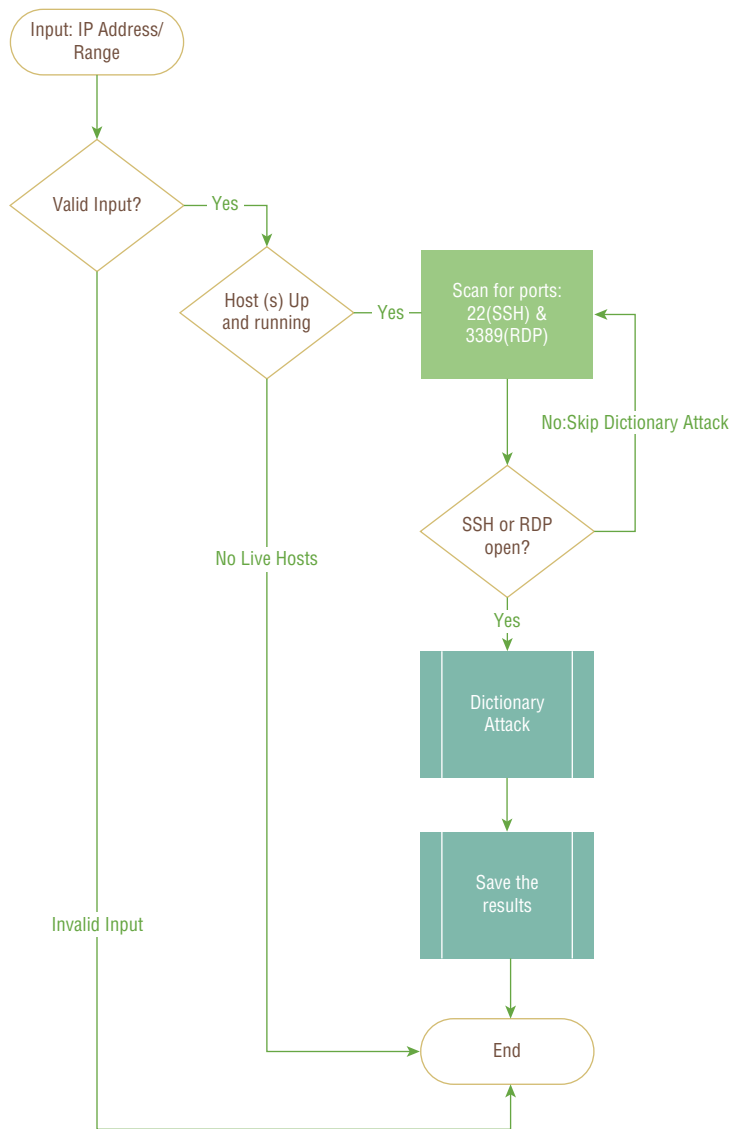 Input: IP Address/
Range
Valid Input?
Yes
Host (s) Up
and running
Yes
Scan for ports:
22(SSH) &
3389(RDP)
No:Skip Dictionary Attack
SSH or RDP
open?
No Live Hosts
Yes
Dictionary
Attack
Save the
results
Invalid Input
End